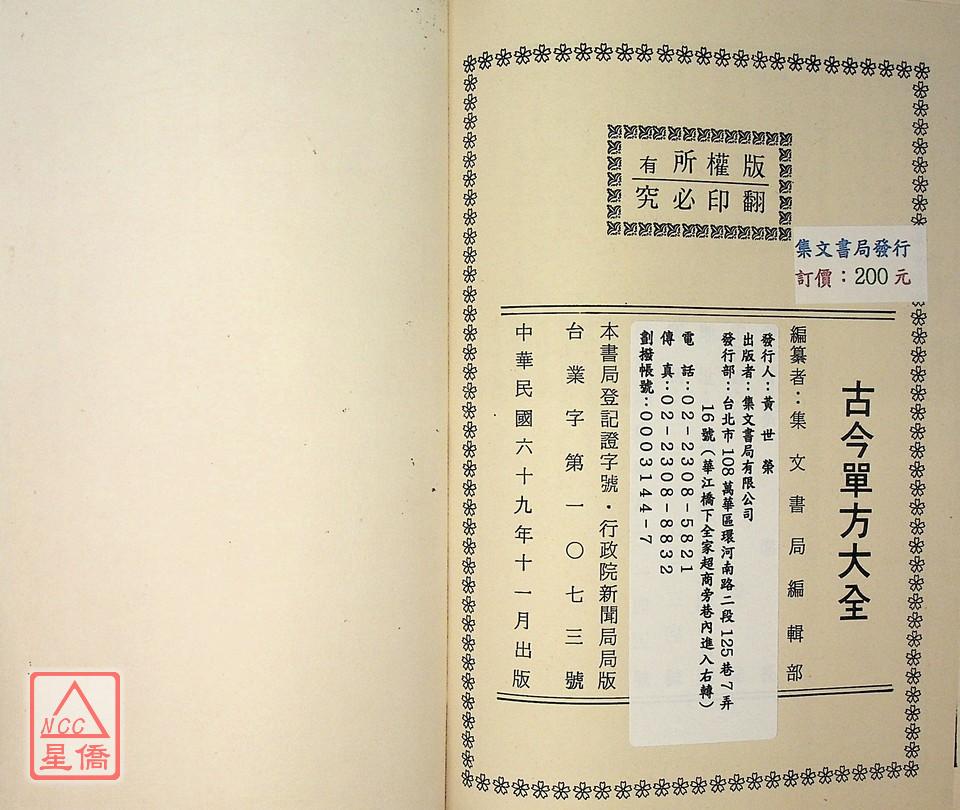 版權所有
翻印必究
集文書局發行
訂價：200元
古今單方大全
編纂者：集文書局編輯部
發行人：黃世榮
出版者：集文書局有限公司
發行部：台北市108萬華區環河南路二段125巷7弄
16號（華江橋下全家超商旁巷內進入右轉）
電話：02-2308-5821
傳真：02-2308-8832
劃撥帳號：0003144-7
本書局登記證字號・行政院新聞局局版
台業字第一〇七三號
中華民國六十九年十一月出版
NCC
星僑